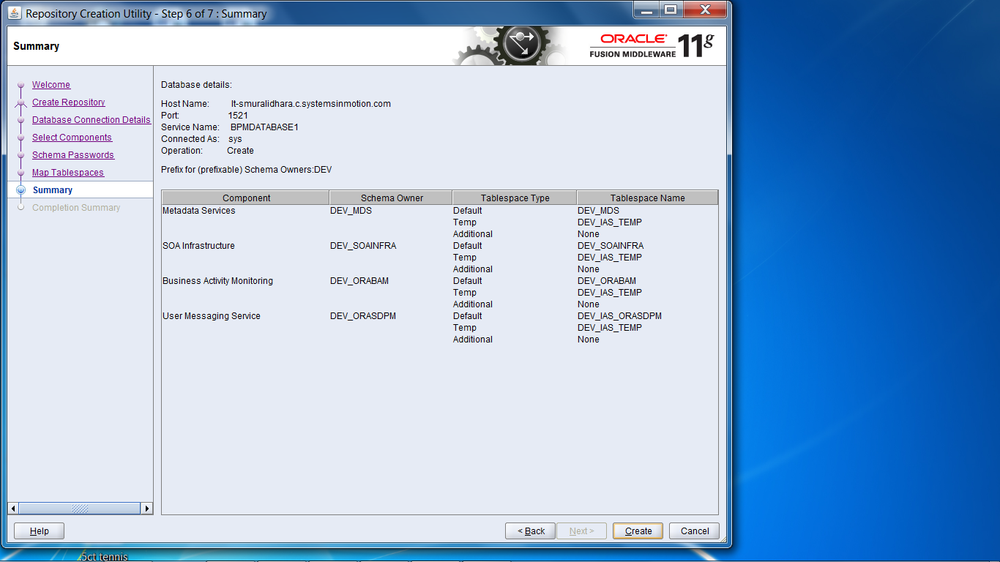 Repository Creation Utility - Step 6 of 7 : Summary
Summary
ORACLE
FUSION MIDDLEWARE 11g
Welcome
Create Repository
Database Connection Details
Select Components
Schema Passwords
Map Tablespaces
Summary
Completion Summary
Database details:
Host Name: lt-smuralidhara.c.systemsinmotion.com
Port: 1521
Service Name: BPMDATABASE1
Connected As: sys
Operation: Create
Prefix for (prefixable) Schema Owners:DEV
Component Schema Owner Tablespace Type Tablespace Name
Metadata Services DEV_MDS Default DEV_MDS
Temp DEV_IAS_TEMP
Additional None
SOA Infrastructure DEV_SOAINFRA Default DEV_SOAINFRA
Temp DEV_IAS_TEMP
Additional None
Business Activity Monitoring DEV_ORABAM Default DEV_ORABAM
Temp DEV_IAS_TEMP
Additional None
User Messaging Service DEV_ORASDPM Default DEV_IAS_ORASDPM
Temp DEV_IAS_TEMP
Additional None
Help < Back Next > Create Cancel
.5ct tennis